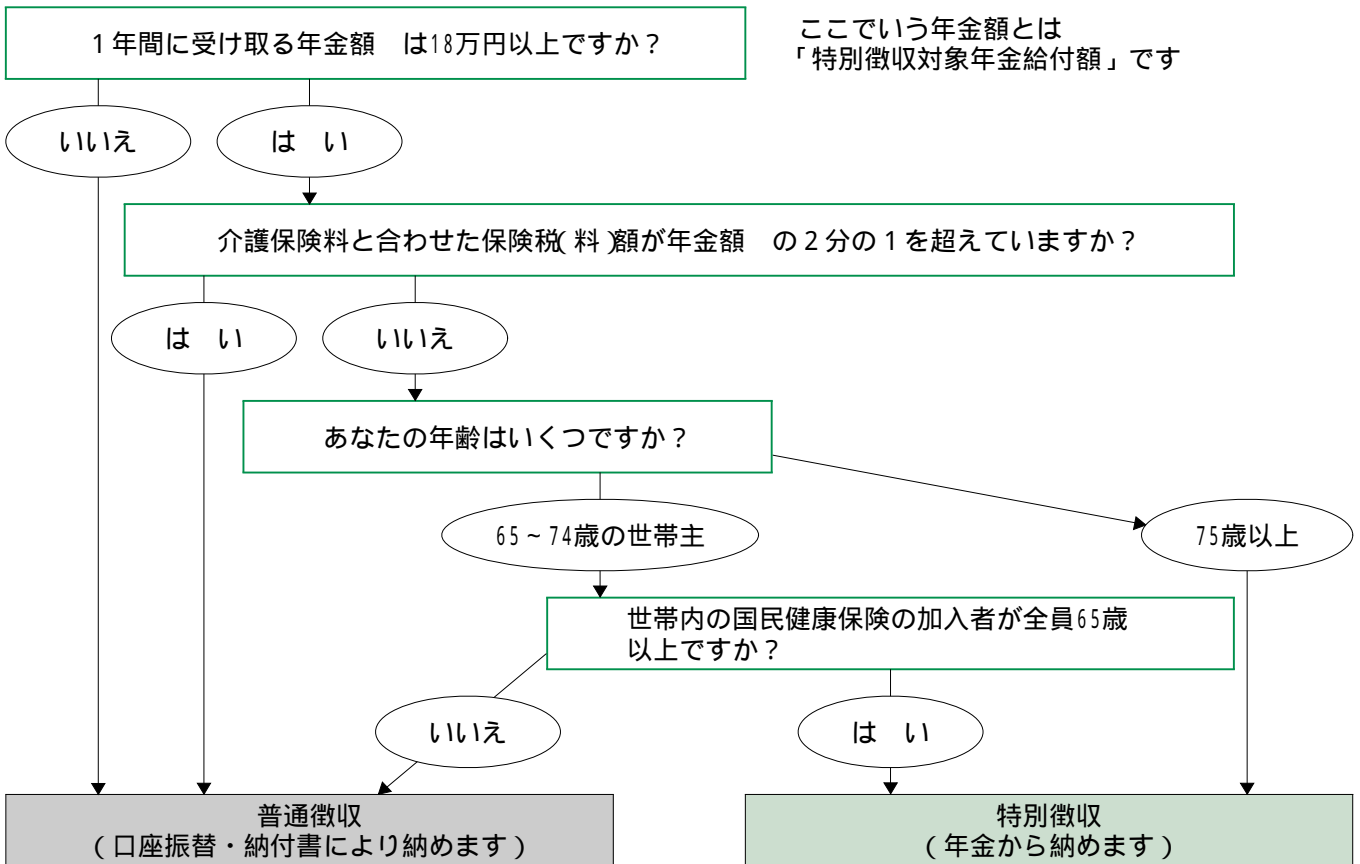 1年間に受け取る年金額 は18万円以上ですか？
ここでいう年金額とは
「特別徴収対象年金給付額」です
いいえ
は い
介護保険料と合わせた保険税(料)額が年金額 の2分の1を超えていますか？
は い
いいえ
あなたの年齢はいくつですか？
65~74歳の世帯主
75歳以上
世帯内の国民健康保険の加入者が全員65歳
以上ですか？
いいえ
は い
普通徴収
(口座振替・納付書により納めます)
特別徴収
(年金から納めます)